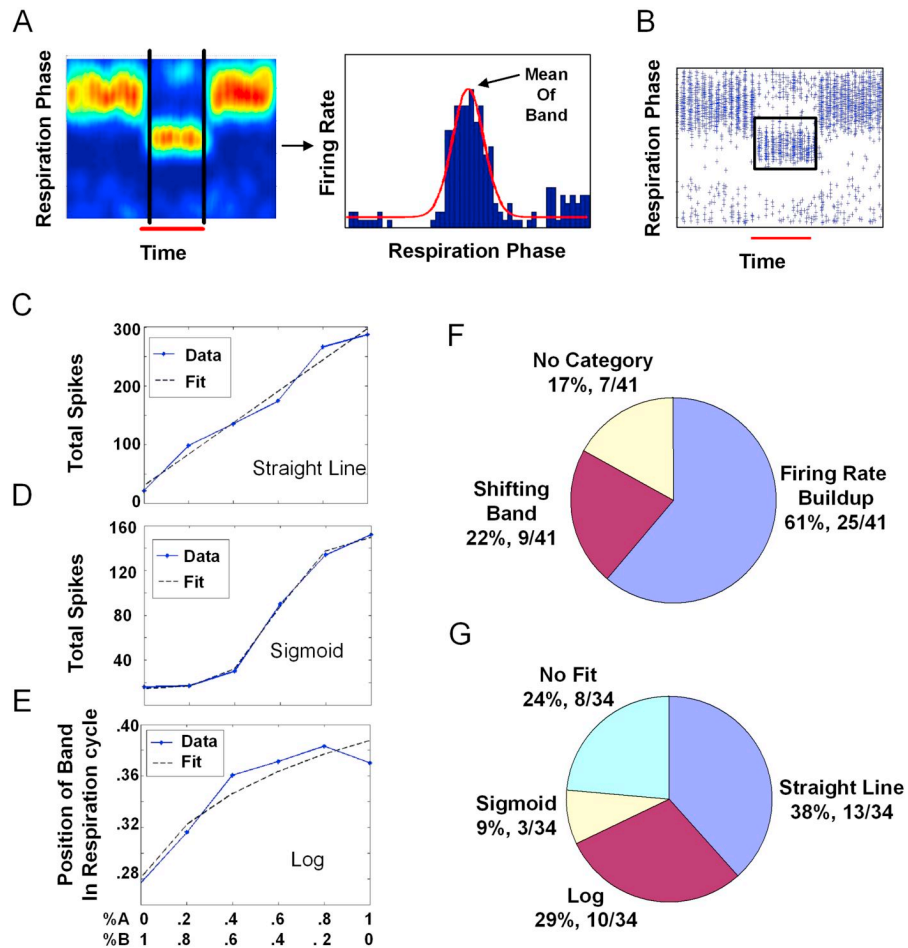 A
Respiration Phase
Time
Firing Rate
Mean
Of
Band
Respiration Phase
B
Respiration Phase
Time
C
Total Spikes
300
200
100
0
Data
Fit
Straight Line
D
Total Spikes
160
120
80
40
Data
Fit
Sigmoid
E
Position of Band
In Respiration cycle
.40
.36
.32
.28
Data
Fit
Log
%A 0 .2 .4 .6 .8 1
%B 1 .8 .6 .4 . 2 0
F
No Category
17%, 7/41
Shifting
Band
22%, 9/41
Firing Rate
Buildup
61%, 25/41
G
No Fit
24%, 8/34
Sigmoid
9%, 3/34
Straight Line
38%, 13/34
Log
29%, 10/34